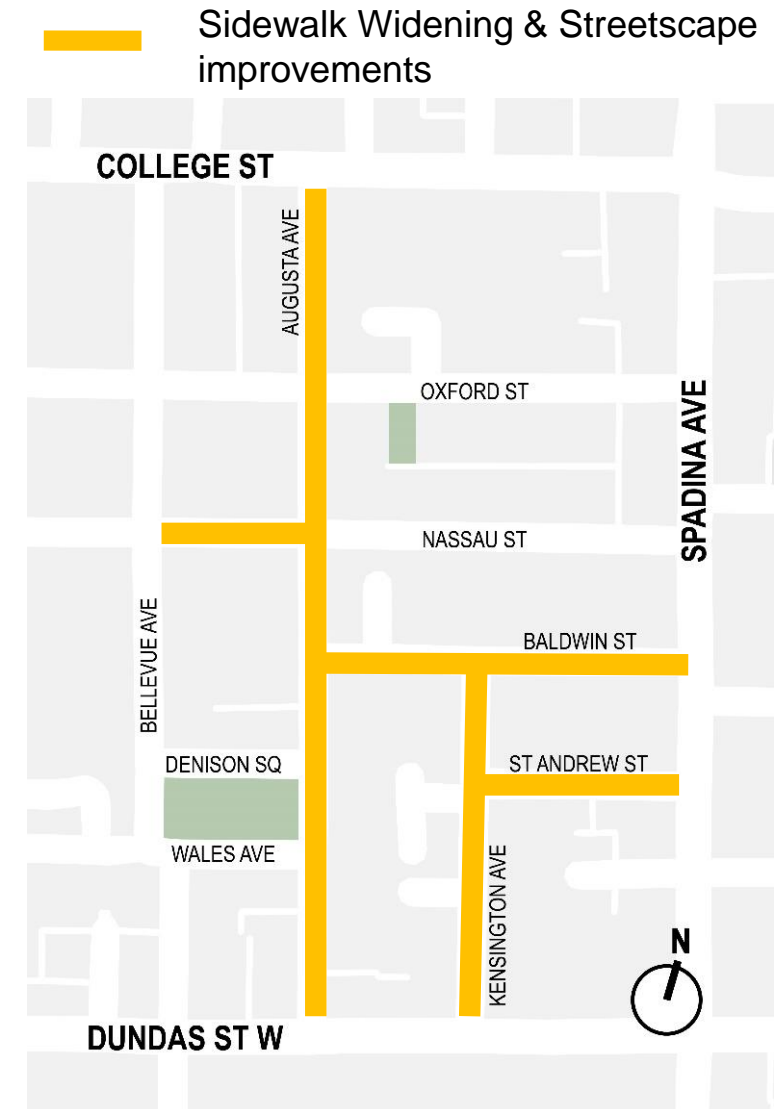 Sidewalk Widening & Streetscape
improvements
COLLEGE ST
AUGUSTA AVE
OXFORD ST
SPADINA AVE
NASSAU ST
BELLEVUE AVE
BALDWIN ST
DENISON SQ
ST ANDREW ST
WALES AVE
KENSINGTON AVE
N
DUNDAS ST W